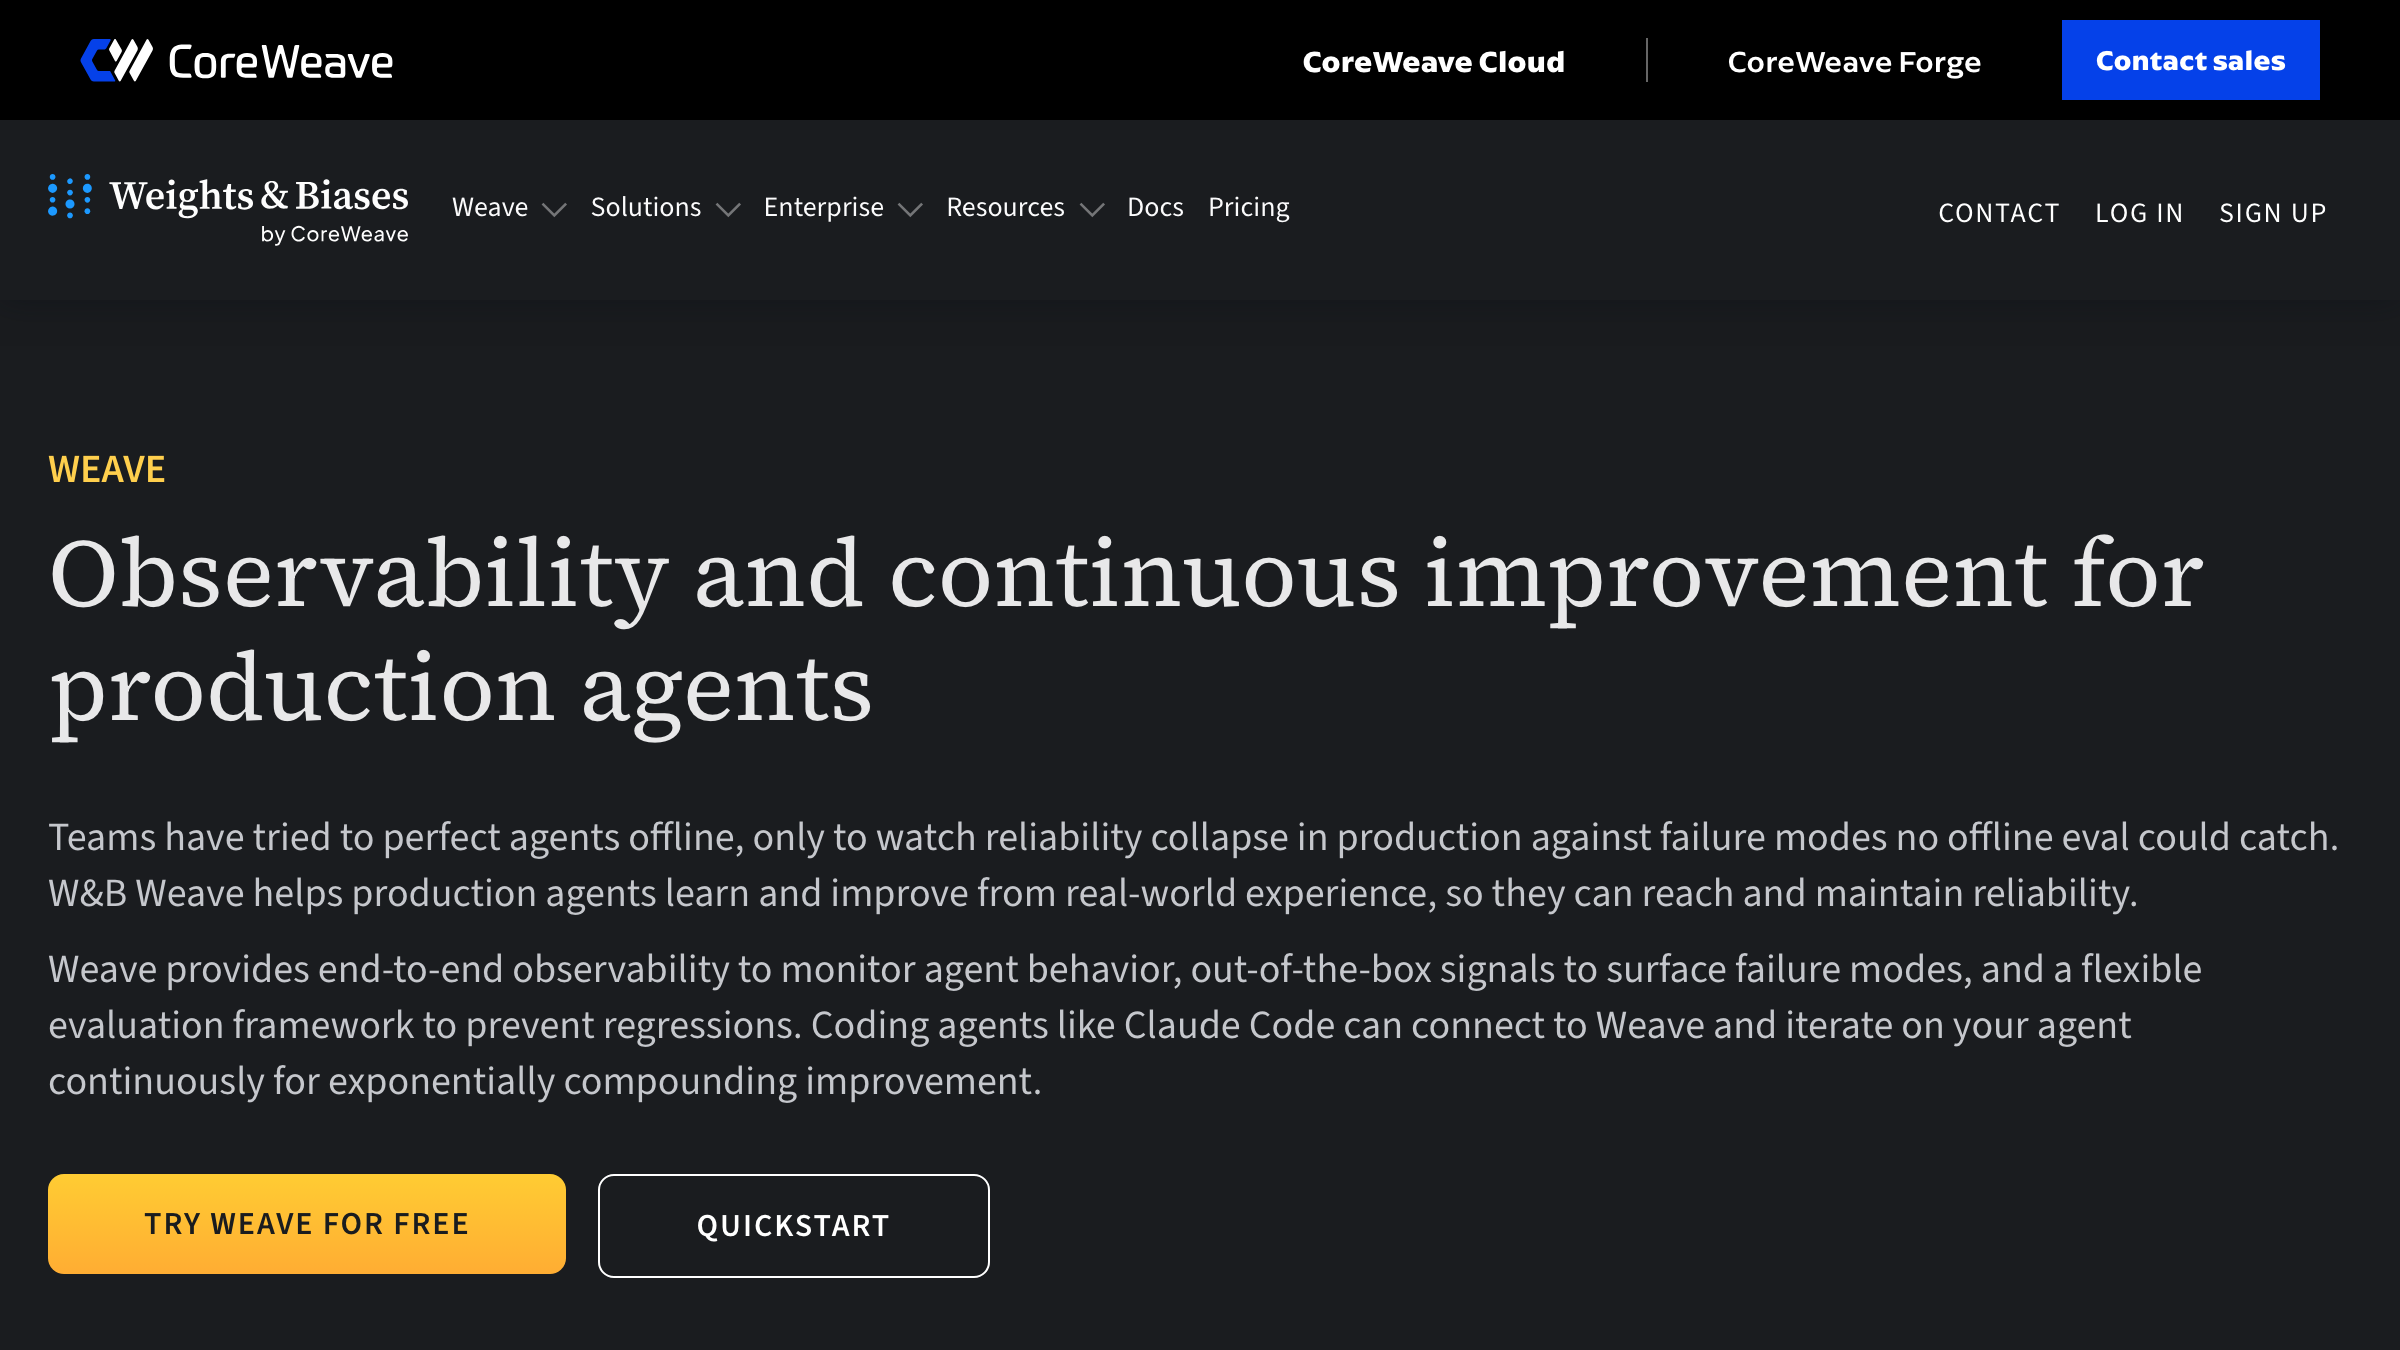 CoreWeave
CoreWeave Cloud
CoreWeave Forge
Contact sales
Weights & Biases
by CoreWeave
Weave
Solutions
Enterprise
Resources
Docs
Pricing
CONTACT
LOG IN
SIGN UP
WEAVE
Observability and continuous improvement for
production agents
Teams have tried to perfect agents offline, only to watch reliability collapse in production against failure modes no offline eval could catch.
W&B Weave helps production agents learn and improve from real-world experience, so they can reach and maintain reliability.
Weave provides end-to-end observability to monitor agent behavior, out-of-the-box signals to surface failure modes, and a flexible
evaluation framework to prevent regressions. Coding agents like Claude Code can connect to Weave and iterate on your agent
continuously for exponentially compounding improvement.
TRY WEAVE FOR FREE
QUICKSTART